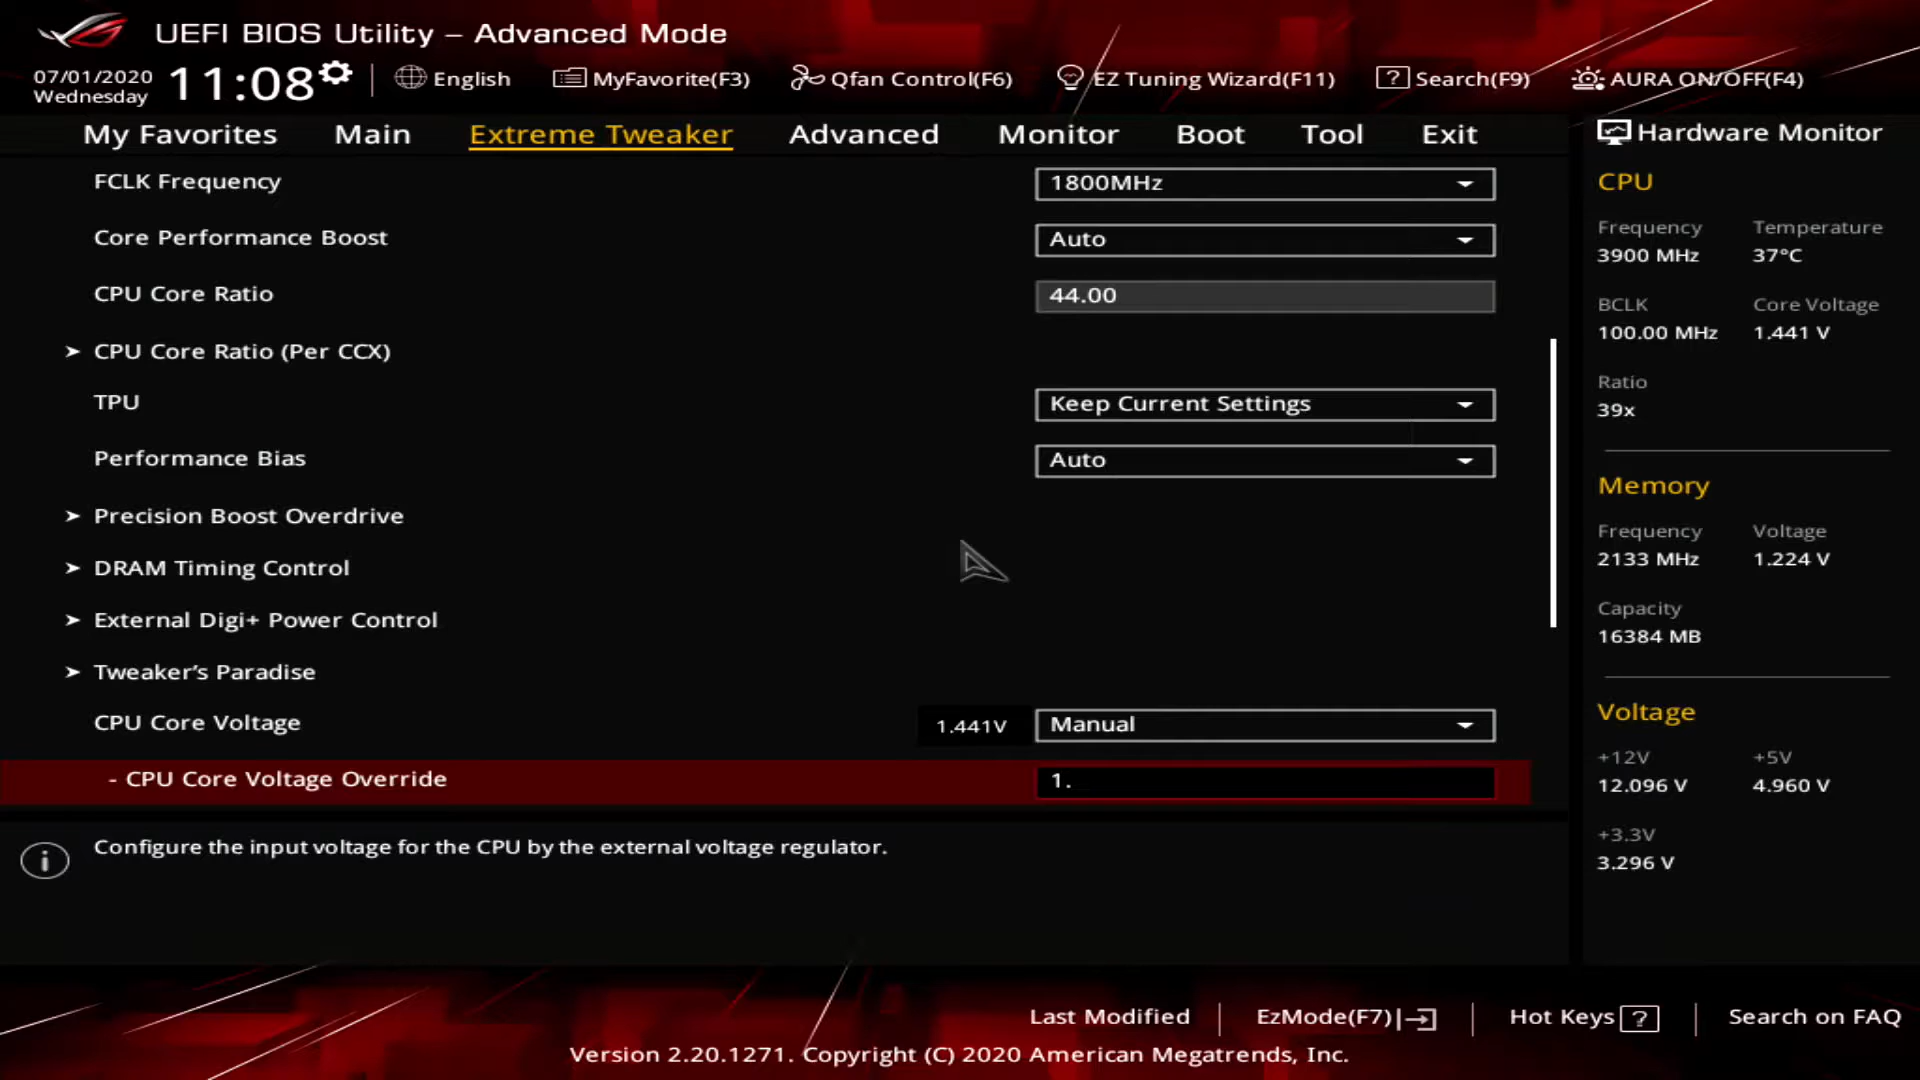 UEFI BIOS Utility – Advanced Mode
07/01/2020
Wednesday
11:08
English
MyFavorite(F3)
Qfan Control(F6)
EZ Tuning Wizard(F11)
Search(F9)
AURA ON/OFF(F4)
My Favorites
Main
Extreme Tweaker
Advanced
Monitor
Boot
Tool
Exit
FCLK Frequency
1800MHz
Core Performance Boost
Auto
CPU Core Ratio
44.00
CPU Core Ratio (Per CCX)
TPU
Keep Current Settings
Performance Bias
Auto
Precision Boost Overdrive
DRAM Timing Control
External Digi+ Power Control
Tweaker's Paradise
CPU Core Voltage
1.441V
Manual
- CPU Core Voltage Override
1.
Configure the input voltage for the CPU by the external voltage regulator.
Hardware Monitor
CPU
Frequency Temperature
3900 MHz 37°C
BCLK Core Voltage
100.00 MHz 1.441 V
Ratio
39x
Memory
Frequency Voltage
2133 MHz 1.224 V
Capacity
16384 MB
Voltage
+12V +5V
12.096 V 4.960 V
+3.3V
3.296 V
Last Modified
EzMode(F7)
Hot Keys ?
Search on FAQ
Version 2.20.1271. Copyright (C) 2020 American Megatrends, Inc.